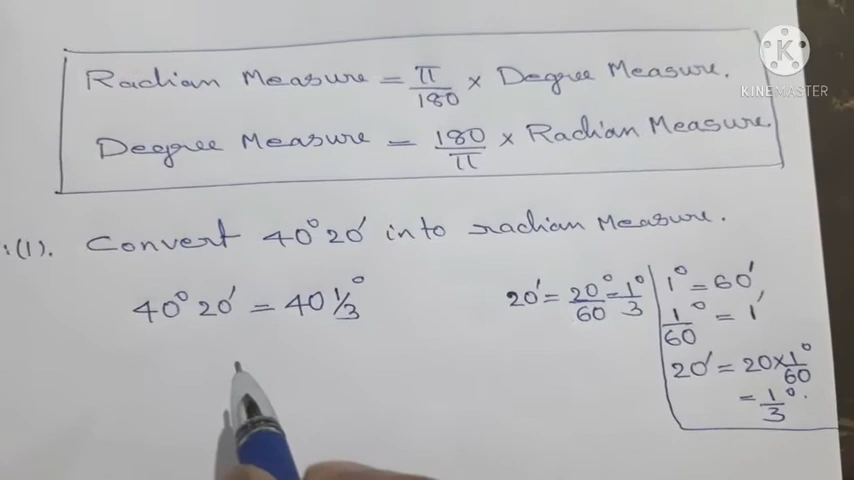 Radian Measure = π/180 × Degree Measure.
Degree Measure = 180/π × Radian Measure.
:(1). Convert 40° 20′ into radian Measure.
40° 20′ = 40 1/3°
20′ = 20°/60 = 1°/3
1° = 60′
1/60° = 1′
20′ = 20×1/60°
= 1/3°.
K
KINEMASTER